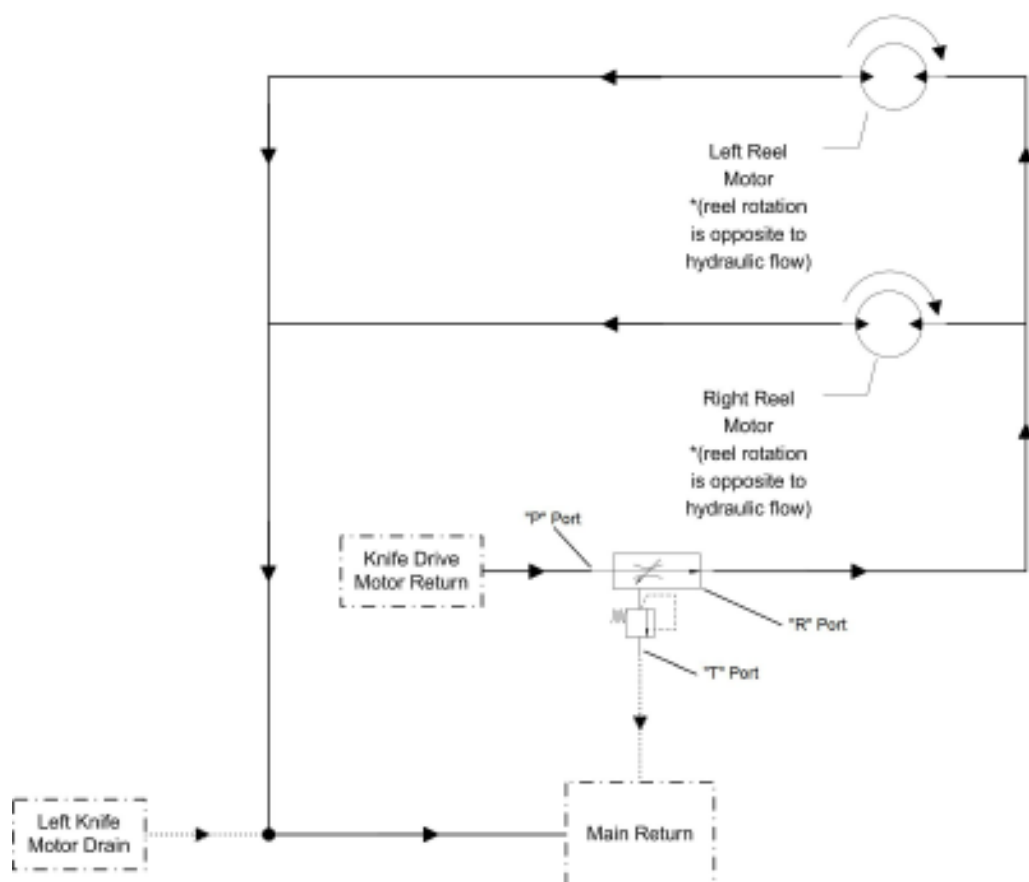 Left Reel
Motor
*(reel rotation
is opposite to
hydraulic flow)
Right Reel
Motor
*(reel rotation
is opposite to
hydraulic flow)
"P" Port
Knife Drive
Motor Return
"R" Port
"T" Port
Left Knife
Motor Drain
Main Return